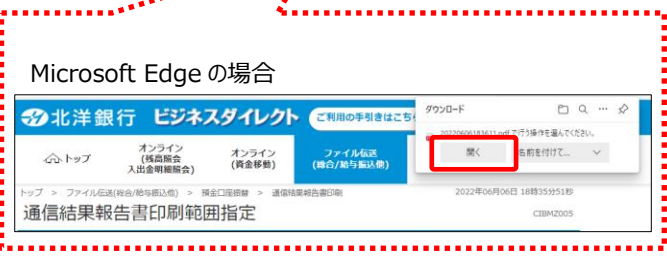 Microsoft Edge の場合
北洋銀行 ビジネスダイレクト
ご利用の手引きはこち
ダウンロード
20220606183611.pdf で行う操作を選んでください。
開く
名前を付けて...
トップ
オンライン
(残高照会
入出金明細照会)
オンライン
(資金移動)
ファイル伝送
(総合/給与振込他)
トップ > ファイル伝送(総合/給与振込他) > 預金口座振替 > 通信結果報告書印刷
2022年06月06日 18時35分51秒
通信結果報告書印刷範囲指定
CIBMZ005